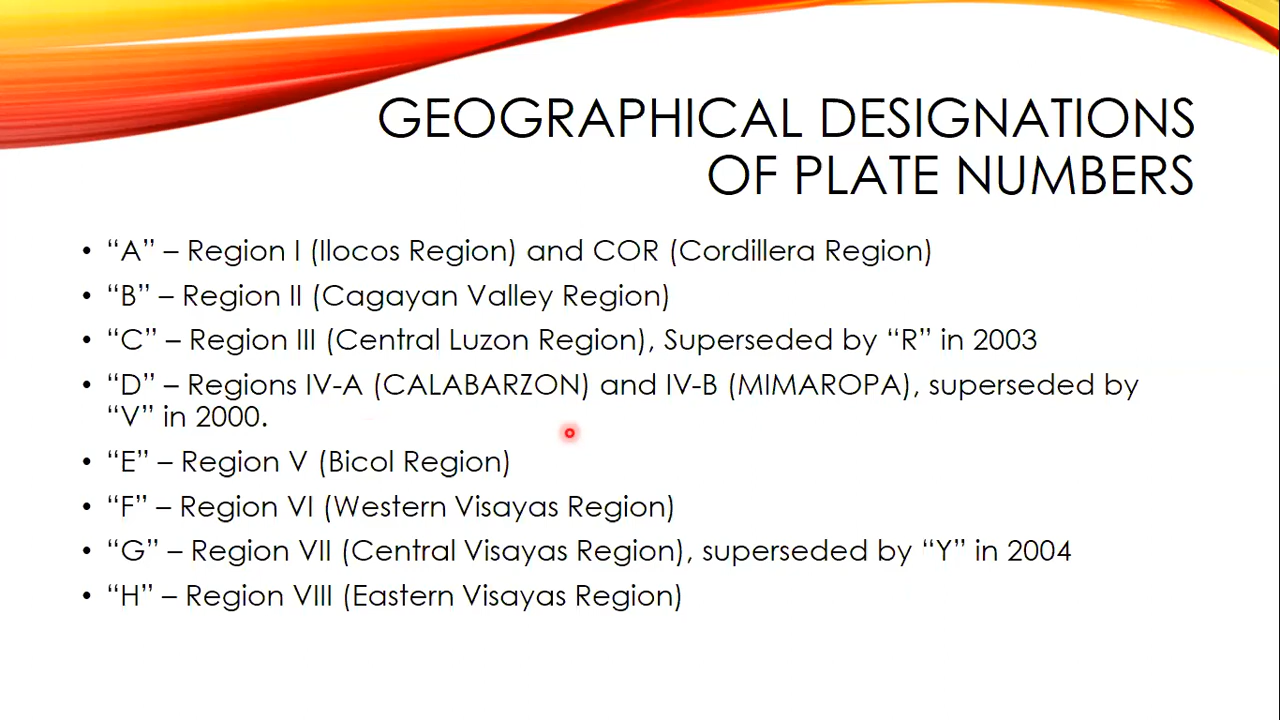 GEOGRAPHICAL DESIGNATIONS
OF PLATE NUMBERS
• “A” – Region I (Ilocos Region) and COR (Cordillera Region)
• “B” – Region II (Cagayan Valley Region)
• “C” – Region III (Central Luzon Region), Superseded by “R” in 2003
• “D” – Regions IV-A (CALABARZON) and IV-B (MIMAROPA), superseded by
“V” in 2000.
• “E” – Region V (Bicol Region)
• “F” – Region VI (Western Visayas Region)
• “G” – Region VII (Central Visayas Region), superseded by “Y” in 2004
• “H” – Region VIII (Eastern Visayas Region)